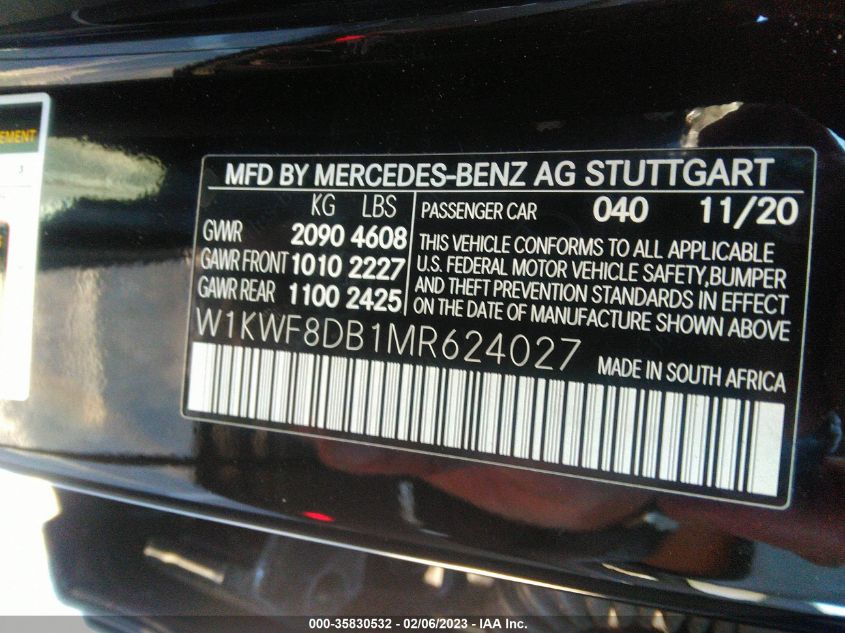 EMENT
3
MFD BY MERCEDES-BENZ AG STUTTGART
KG LBS
GVWR 2090 4608
GAWR FRONT 1010 2227
GAWR REAR 1100 2425
PASSENGER CAR 040 11/20
THIS VEHICLE CONFORMS TO ALL APPLICABLE
U.S. FEDERAL MOTOR VEHICLE SAFETY, BUMPER
AND THEFT PREVENTION STANDARDS IN EFFECT
ON THE DATE OF MANUFACTURE SHOWN ABOVE.
W1KWF8DB1MR624027
MADE IN SOUTH AFRICA
000-35830532 - 02/06/2023 - IAA Inc.